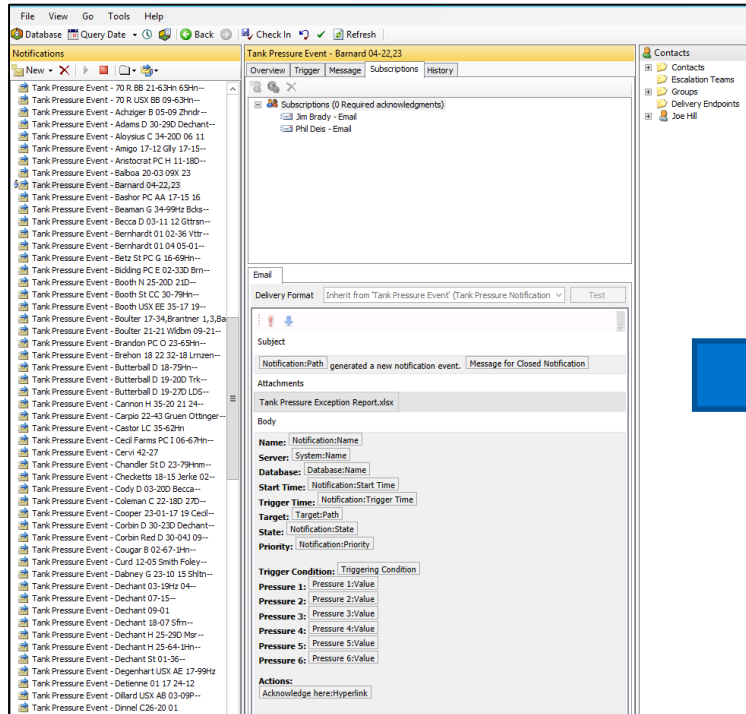 File View Go Tools Help
Database Query Date Back Check In Refresh
Notifications
New
Tank Pressure Event - 70 R BB 21-63Hn 65Hn--
Tank Pressure Event - 70 R USX BB 09-63Hn--
Tank Pressure Event - Achziger B 05-09 Zhndr--
Tank Pressure Event - Adams D 30-29D Dechant--
Tank Pressure Event - Aloysius C 34-20D 06 11
Tank Pressure Event - Amigo 17-12 Glly 17-15--
Tank Pressure Event - Aristocrat PC H 11-18D--
Tank Pressure Event - Balboa 20-03 09X 23
Tank Pressure Event - Barnard 04-22,23
Tank Pressure Event - Bashor PC AA 17-15 16
Tank Pressure Event - Beaman G 34-99Hz Bcks--
Tank Pressure Event - Becca D 03-11 12 Gttrsn--
Tank Pressure Event - Bernhardt 01 02-36 Vttr--
Tank Pressure Event - Bernhardt 01 04 05-01--
Tank Pressure Event - Betz St PC G 16-69Hn--
Tank Pressure Event - Bickling PC E 02-33D Brn--
Tank Pressure Event - Booth N 25-20D 21D--
Tank Pressure Event - Booth St CC 30-79Hn--
Tank Pressure Event - Booth USX EE 35-17 19--
Tank Pressure Event - Boulter 17-34,Brantner 1,3,Ba
Tank Pressure Event - Boulter 21-21 Wldbm 09-21--
Tank Pressure Event - Brandon PC O 23-65Hn--
Tank Pressure Event - Brehon 18 22 32-18 Lrnzen--
Tank Pressure Event - Butterball D 18-75Hn--
Tank Pressure Event - Butterball D 19-20D Trk--
Tank Pressure Event - Butterball D 19-27D LDS--
Tank Pressure Event - Cannon H 35-20 21 24--
Tank Pressure Event - Carpio 22-43 Gruen Ottinger--
Tank Pressure Event - Castor LC 35-62Hn
Tank Pressure Event - Cecil Farms PC I 06-67Hn--
Tank Pressure Event - Cervi 42-27
Tank Pressure Event - Chandler St D 23-79Hnm--
Tank Pressure Event - Checketts 18-15 Jerke 02--
Tank Pressure Event - Cody D 03-20D Becca--
Tank Pressure Event - Coleman C 22-18D 27D--
Tank Pressure Event - Cooper 23-01-17 19 Cecil--
Tank Pressure Event - Corbin D 30-23D Dechant--
Tank Pressure Event - Corbin Red D 30-04J 09--
Tank Pressure Event - Cougar B 02-67-1Hn--
Tank Pressure Event - Curd 12-05 Smith Foley--
Tank Pressure Event - Dabney G 23-10 15 Shltn--
Tank Pressure Event - Dechant 03-19Hz 04--
Tank Pressure Event - Dechant 07-15--
Tank Pressure Event - Dechant 09-01
Tank Pressure Event - Dechant 18-07 Sfrn--
Tank Pressure Event - Dechant H 25-29D Msr--
Tank Pressure Event - Dechant H 25-64-1Hn--
Tank Pressure Event - Dechant St 01-36--
Tank Pressure Event - Degenhart USX AE 17-99Hz
Tank Pressure Event - Detienne 01 17 24-12
Tank Pressure Event - Dillard USX AB 03-09P--
Tank Pressure Event - Dinnel C26-20 01
Tank Pressure Event - Barnard 04-22,23
Overview Trigger Message Subscriptions History
Subscriptions (0 Required acknowledgments)
Jim Brady - Email
Phil Deis - Email
Email
Delivery Format Inherit from 'Tank Pressure Event' (Tank Pressure Notification Test
Subject
Notification:Path generated a new notification event. Message for Closed Notification
Attachments
Tank Pressure Exception Report.xlsx
Body
Name: Notification:Name
Server: System:Name
Database: Database:Name
Start Time: Notification:Start Time
Trigger Time: Notification:Trigger Time
Target: Target:Path
State: Notification:State
Priority: Notification:Priority
Trigger Condition: Triggering Condition
Pressure 1: Pressure 1:Value
Pressure 2: Pressure 2:Value
Pressure 3: Pressure 3:Value
Pressure 4: Pressure 4:Value
Pressure 5: Pressure 5:Value
Pressure 6: Pressure 6:Value
Actions:
Acknowledge here:Hyperlink
Contacts
Contacts
Escalation Teams
Groups
Delivery Endpoints
Joe Hill